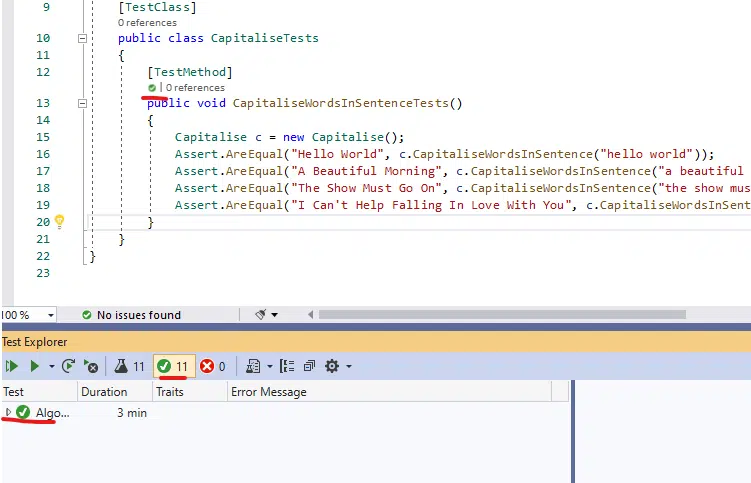 9 [TestClass]
0 references
10 public class CapitaliseTests
11 {
12 [TestMethod]
| 0 references
13 public void CapitaliseWordsInSentenceTests()
14 {
15 Capitalise c = new Capitalise();
16 Assert.AreEqual("Hello World", c.CapitaliseWordsInSentence("hello world"));
17 Assert.AreEqual("A Beautiful Morning", c.CapitaliseWordsInSentence("a beautiful
18 Assert.AreEqual("The Show Must Go On", c.CapitaliseWordsInSentence("the show mus
19 Assert.AreEqual("I Can't Help Falling In Love With You", c.CapitaliseWordsInSent
20 }
21 }
22 }
23
100 % No issues found
Test Explorer
11 11 0
Test Duration Traits Error Message
Algo... 3 min